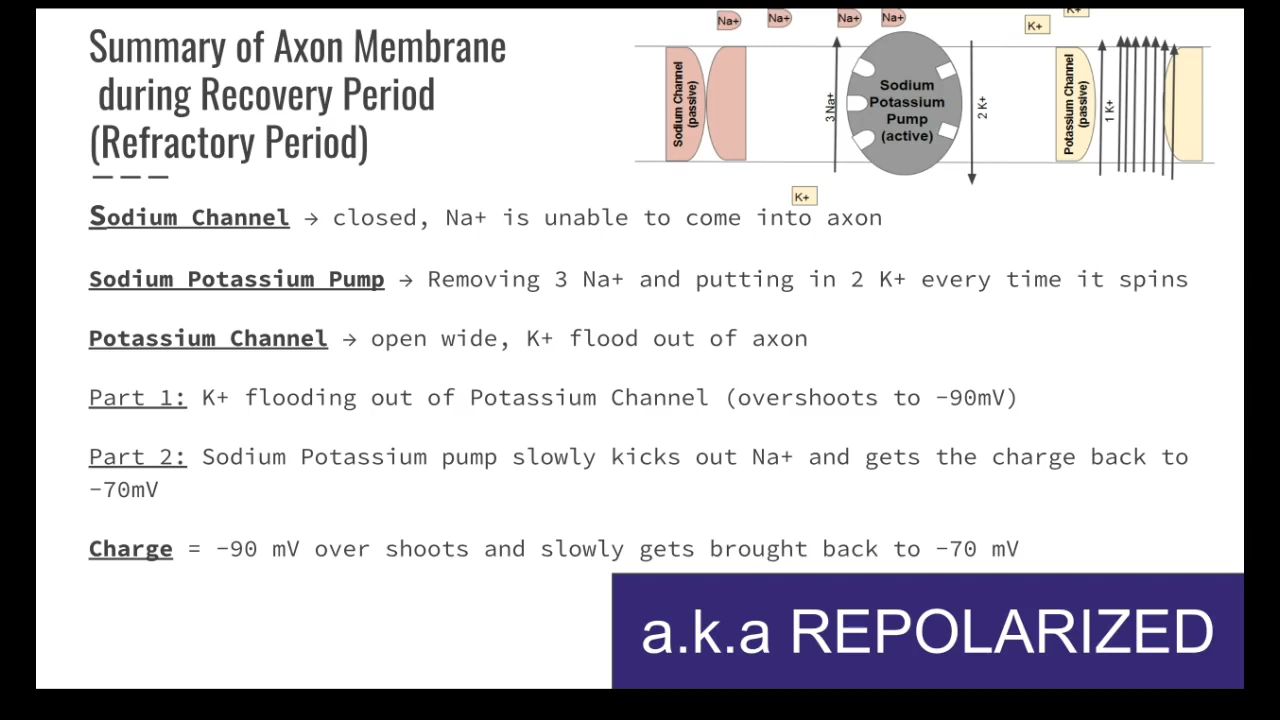 Summary of Axon Membrane
during Recovery Period
(Refractory Period)
Na+
Na+
Na+
Na+
K+
K+
Sodium Channel
(passive)
3 Na+
Sodium
Potassium
Pump
(active)
2 K+
Potassium Channel
(passive)
1 K+
K+
Sodium Channel → closed, Na+ is unable to come into axon
Sodium Potassium Pump → Removing 3 Na+ and putting in 2 K+ every time it spins
Potassium Channel → open wide, K+ flood out of axon
Part 1: K+ flooding out of Potassium Channel (overshoots to -90mV)
Part 2: Sodium Potassium pump slowly kicks out Na+ and gets the charge back to
-70mV
Charge = -90 mV over shoots and slowly gets brought back to -70 mV
a.k.a REPOLARIZED